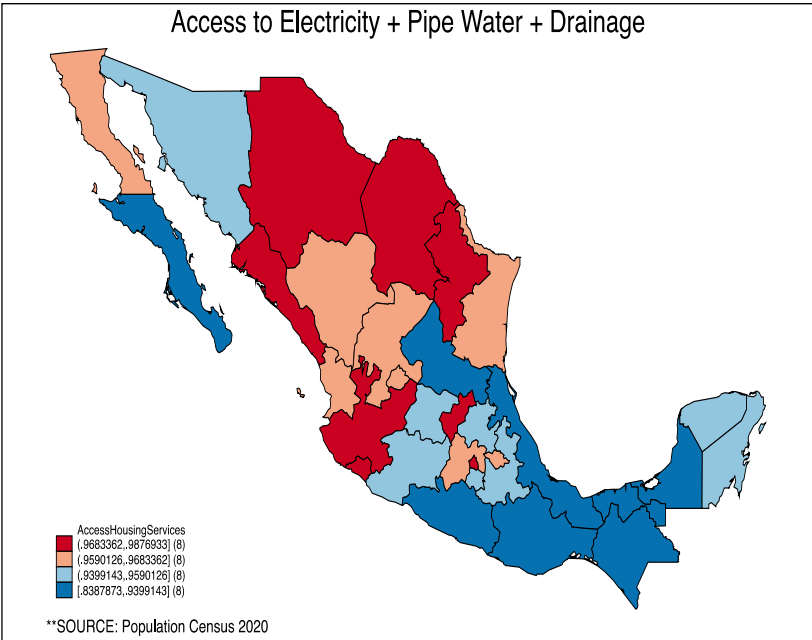 Access to Electricity + Pipe Water + Drainage
AccessHousingServices
(.9683362,.9876933] (8)
(.9590126,.9683362] (8)
(.9399143,.9590126] (8)
[.8387873,.9399143] (8)
**SOURCE: Population Census 2020